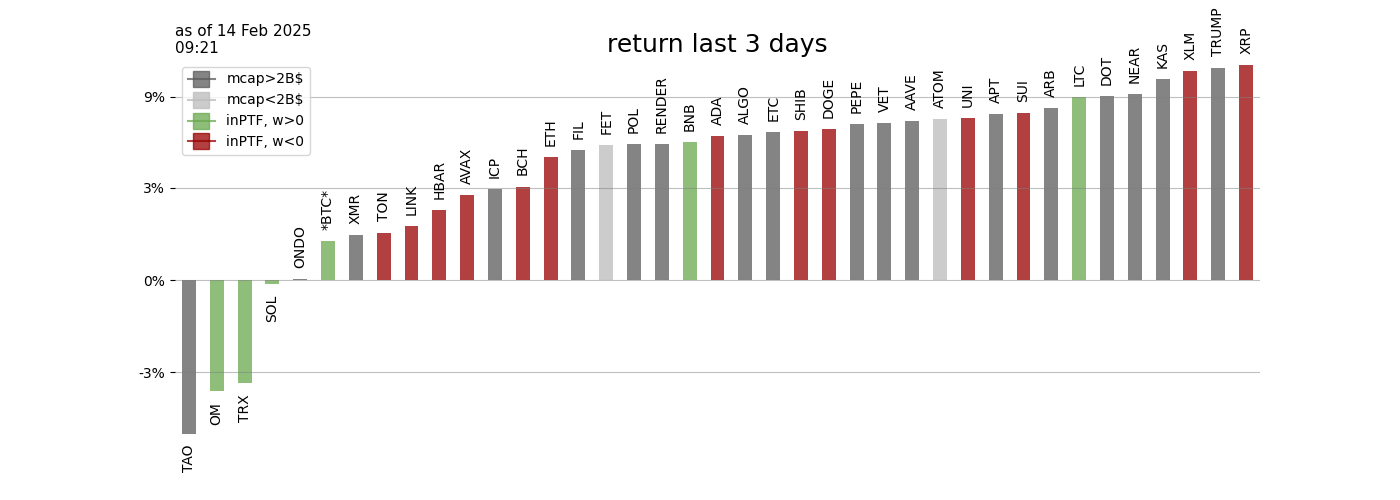 as of 14 Feb 2025
09:21
return last 3 days
mcap>2B$
mcap<2B$
inPTF, w>0
inPTF, w<0
9%
3%
0%
-3%
TAO
OM
TRX
SOL
ONDO
*BTC*
XMR
TON
LINK
HBAR
AVAX
ICP
BCH
ETH
FIL
FET
POL
RENDER
BNB
ADA
ALGO
ETC
SHIB
DOGE
PEPE
VET
AAVE
ATOM
UNI
APT
SUI
ARB
LTC
DOT
NEAR
KAS
XLM
TRUMP
XRP